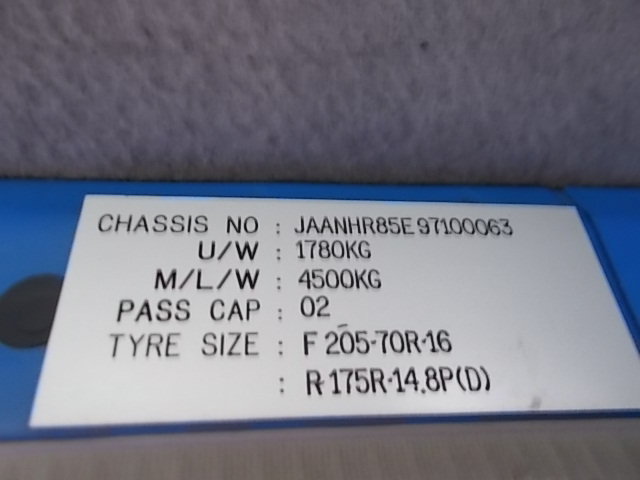 CHASSIS NO : JAANHR85E97100063
U/W : 1780KG
M/L/W : 4500KG
PASS CAP : 02
TYRE SIZE : F 205-70R-16
: R-175R-14.8P(D)